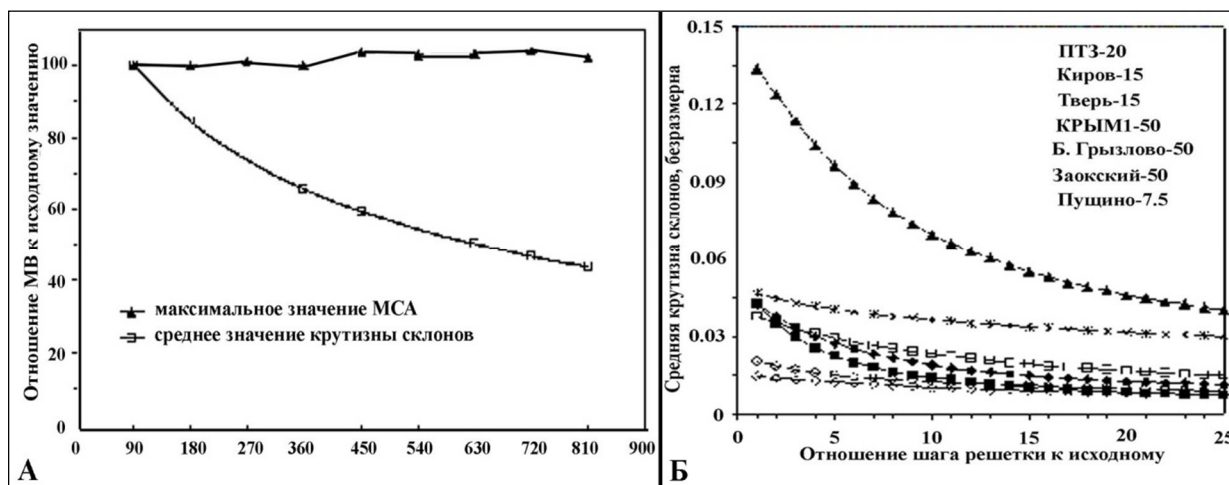 Отношение МВ к исходному значению
100
80
60
40
20
0
максимальное значение МСА
среднее значение крутизны склонов
0 90 180 270 360 450 540 630 720 810 900
А
Средняя крутизна склонов, безразмерна
0.15
0.12
0.09
0.06
0.03
0
ПТЗ-20
Киров-15
Тверь-15
КРЫМ1-50
Б. Грызлово-50
Заокский-50
Пущино-7.5
0 5 10 15 20 25
Отношение шага решетки к исходному
Б